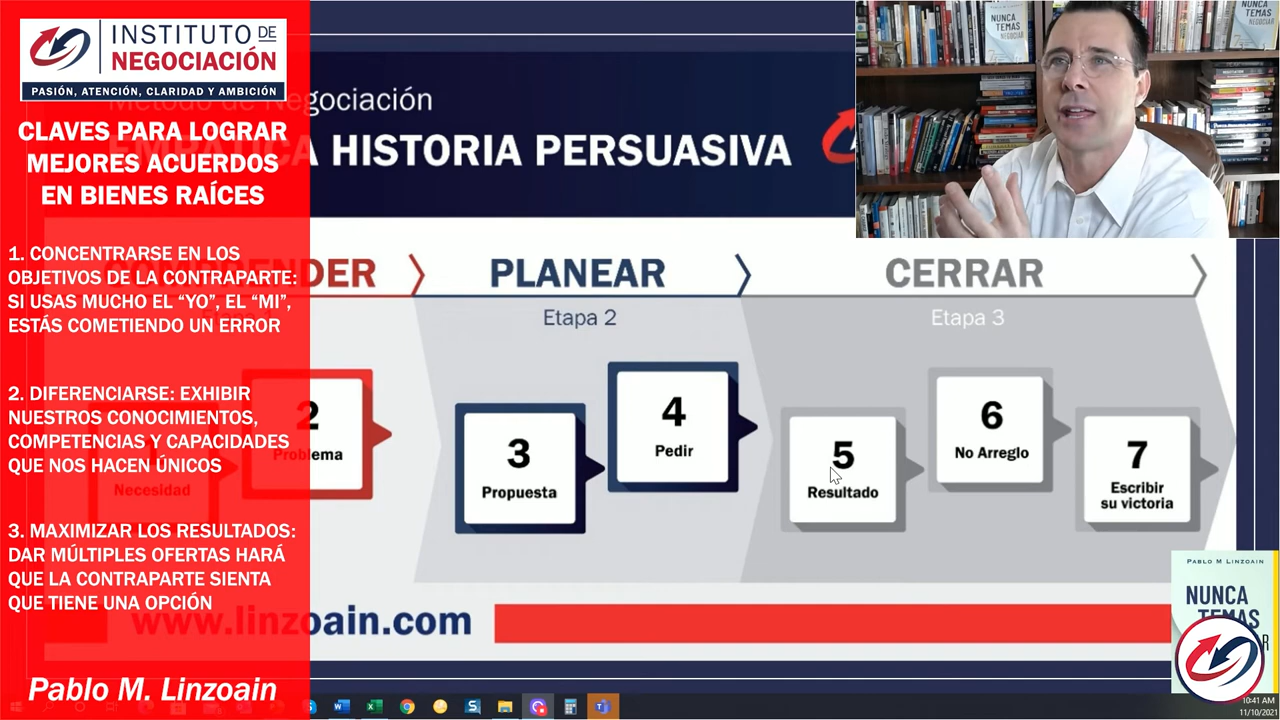 INSTITUTO DE
NEGOCIACIÓN
PASIÓN, ATENCIÓN, CLARIDAD Y AMBICIÓN
CLAVES PARA LOGRAR
MEJORES ACUERDOS
EN BIENES RAÍCES
1. CONCENTRARSE EN LOS
OBJETIVOS DE LA CONTRAPARTE:
SI USAS MUCHO EL “YO”, EL “MI”,
ESTÁS COMETIENDO UN ERROR
2. DIFERENCIARSE: EXHIBIR
NUESTROS CONOCIMIENTOS,
COMPETENCIAS Y CAPACIDADES
QUE NOS HACEN ÚNICOS
3. MAXIMIZAR LOS RESULTADOS:
DAR MÚLTIPLES OFERTAS HARÁ
QUE LA CONTRAPARTE SIENTA
QUE TIENE UNA OPCIÓN
Pablo M. Linzoain
Método de Negociación
EMPÁTICA HISTORIA PERSUASIVA
COMPRENDER
PLANEAR
Etapa 2
CERRAR
Etapa 3
Necesidad
2
Problema
3
Propuesta
4
Pedir
5
Resultado
6
No Arreglo
7
Escribir
su victoria
www.linzoain.com
NUNCA
TEMAS
NEGOCIAR
PABLO M LINZOAIN
NUNCA
TEMAS
10:41 AM
11/10/2021